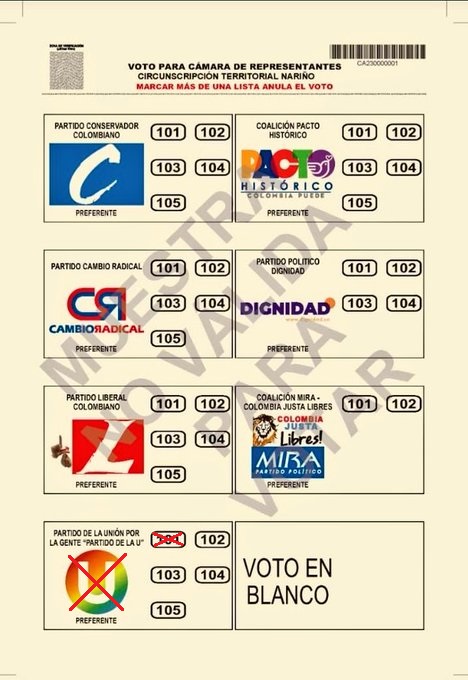 ZONA DE VERIFICACIÓN
VOTO PARA CÁMARA DE REPRESENTANTES
CIRCUNSCRIPCIÓN TERRITORIAL NARIÑO
MARCAR MÁS DE UNA LISTA ANULA EL VOTO
CA230000001
PARTIDO CONSERVADOR
COLOMBIANO
101 102
103 104
105
C
PREFERENTE
COALICIÓN PACTO
HISTÓRICO
101 102
103 104
105
PACTO
HISTÓRICO
COLOMBIA PUEDE
PREFERENTE
PARTIDO CAMBIO RADICAL
101 102
103 104
105
CR
CAMBIO RADICAL
PREFERENTE
PARTIDO POLITICO
DIGNIDAD
101 102
103 104
DIGNIDAD
PREFERENTE
PARTIDO LIBERAL
COLOMBIANO
101 102
103 104
105
L
PREFERENTE
COALICIÓN MIRA -
COLOMBIA JUSTA LIBRES
101 102
COLOMBIA
JUSTA
Libres!
MIRA
PARTIDO POLÍTICO
PREFERENTE
PARTIDO DE LA UNIÓN POR
LA GENTE "PARTIDO DE LA U"
101 102
103 104
105
U
PREFERENTE
VOTO EN
BLANCO
MUESTRA
NO VALIDA
PARA
VOTAR